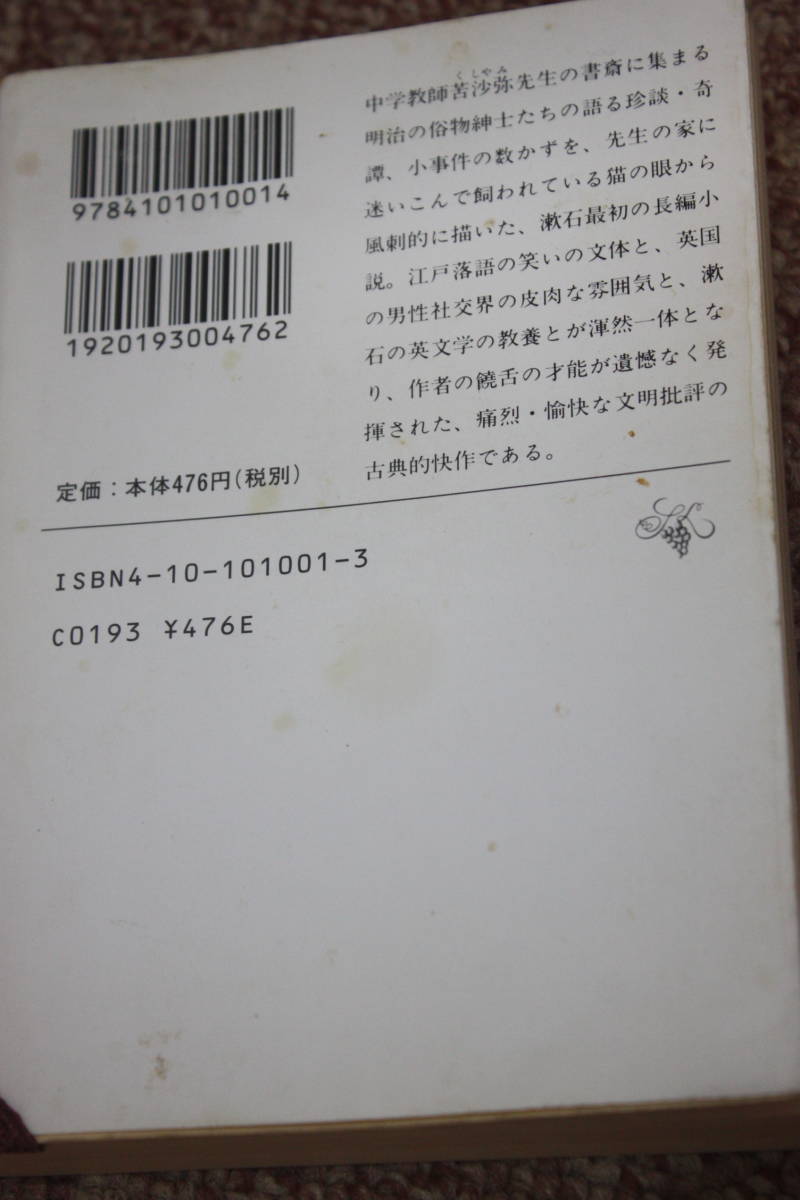 9784101010014
1920193004762
定価：本体476円(税別)
中学教師苦沙弥先生の書斎に集まる
くしやみ
明治の俗物紳士たちの語る珍談・奇
譚、小事件の数かずを、先生の家に
迷いこんで飼われている猫の眼から
風刺的に描いた、漱石最初の長編小
説。江戸落語の笑いの文体と、英国
の男性社交界の皮肉な雰囲気と、漱
石の英文学の教養とが渾然一体とな
り、作者の饒舌の才能が遺憾なく発
揮された、痛烈・愉快な文明批評の
古典的快作である。
ISBN4-10-101001-3
C0193 ¥476E